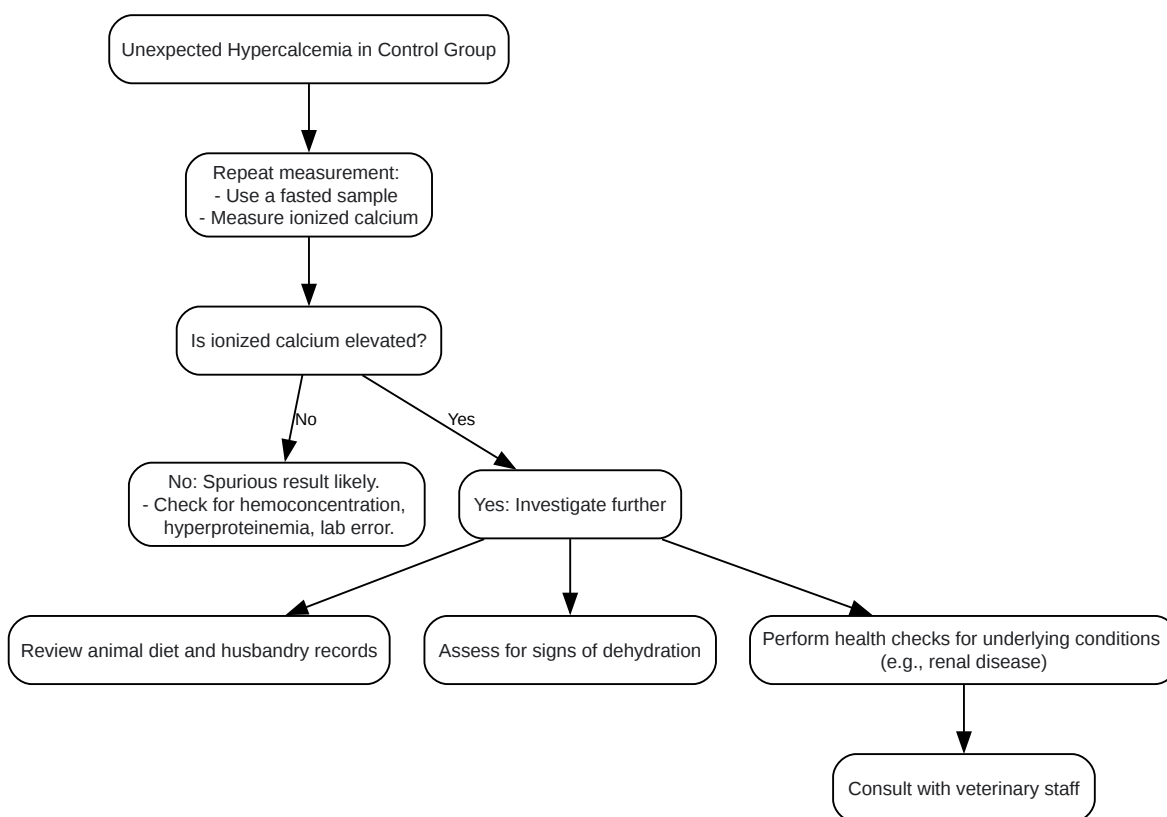 Unexpected Hypercalcemia in Control Group
Repeat measurement:
- Use a fasted sample
- Measure ionized calcium
Is ionized calcium elevated?
No
Yes
No: Spurious result likely.
- Check for hemoconcentration,
hyperproteinemia, lab error.
Yes: Investigate further
Review animal diet and husbandry records
Assess for signs of dehydration
Perform health checks for underlying conditions
(e.g., renal disease)
Consult with veterinary staff